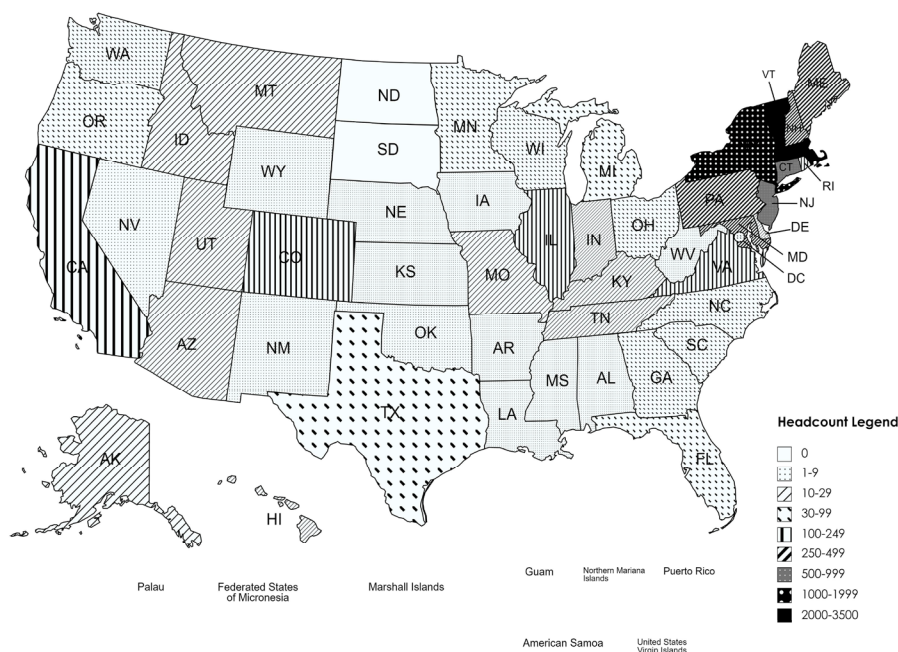 WA
MT
ND
MN
VT
ME
NH
OR
ID
SD
WI
MI
CT
RI
WY
NE
IA
PA
NJ
NV
UT
CO
IL
IN
OH
DE
CA
KS
MO
KY
WV
VA
MD
DC
AZ
NM
OK
AR
TN
NC
SC
MS
AL
GA
TX
LA
FL
AK
HI
Headcount Legend
0
1-9
10-29
30-99
100-249
250-499
500-999
1000-1999
2000-3500
Palau
Federated States
of Micronesia
Marshall Islands
Guam
Northern Mariana
Islands
Puerto Rico
American Samoa
United States
Virgin Islands